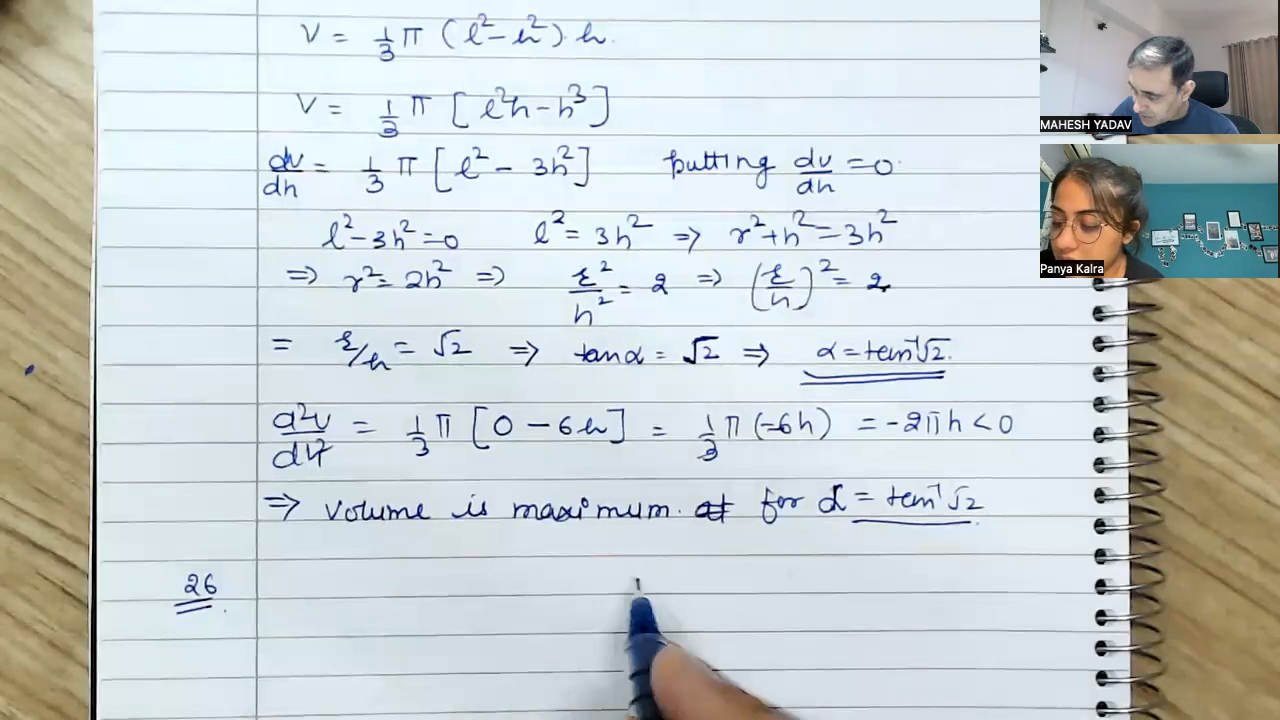 V = 1/3 π (l² - h²) . h.
V = 1/3 π [l²h - h³]
dv/dh = 1/3 π [l² - 3h²] putting dv/dh = 0.
l² - 3h² = 0 l² = 3h² ⇒ r² + h² = 3h²
⇒ r² = 2h² ⇒ r²/h² = 2 ⇒ (r/h)² = 2
= r/h = √2 ⇒ tanα = √2 ⇒ α = tan⁻¹√2.
d²v/dh² = 1/3 π [0 - 6h] = 1/3 π (-6h) = -2πh < 0
⇒ volume is maximum. at for α = tan⁻¹√2
26
MAHESH YADAV
Panya Kalra